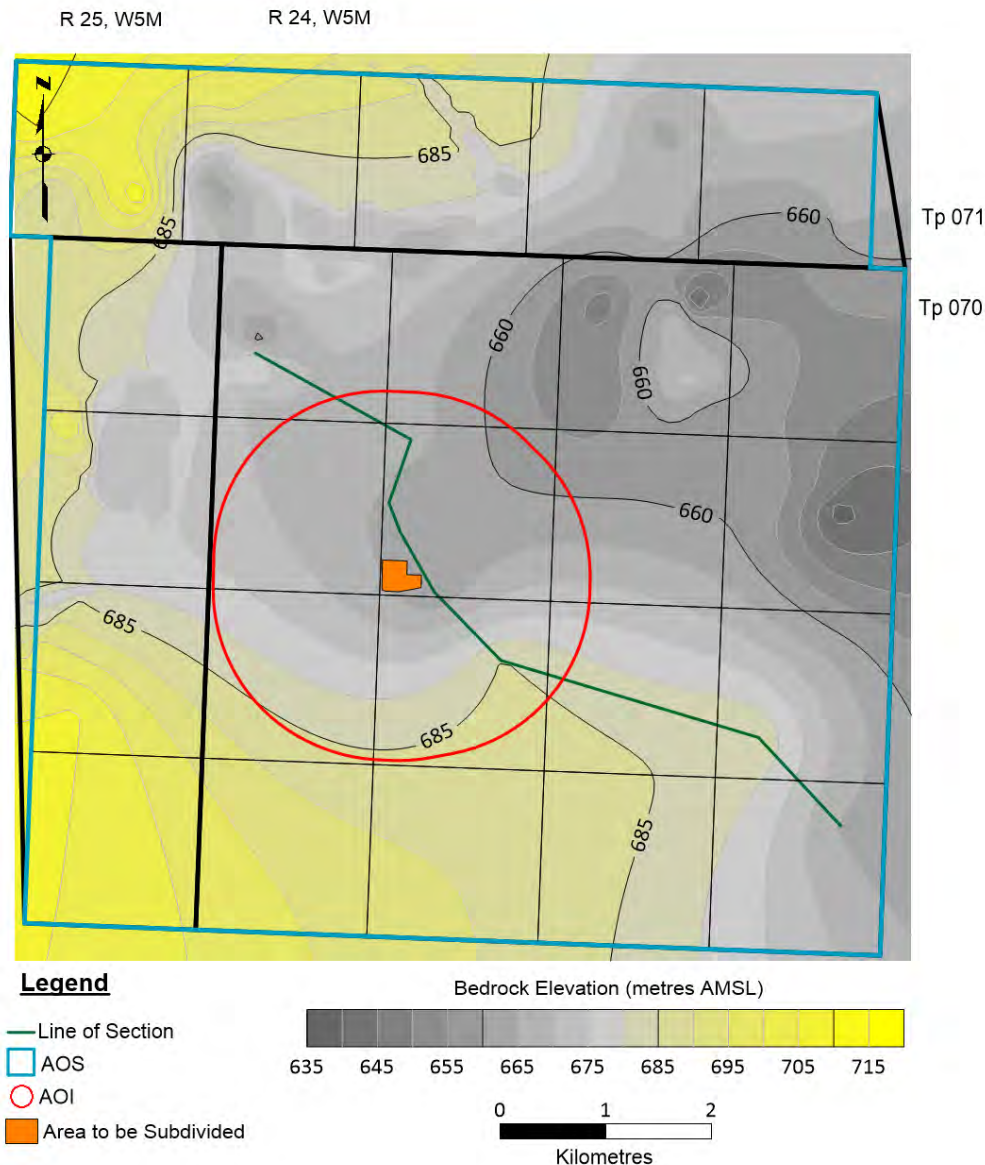 R 25, W5M R 24, W5M
Z
685
685
660
Tp 071
Tp 070
660
660
660
685
685
685
Legend
Line of Section
AOS
AOI
Area to be Subdivided
Bedrock Elevation (metres AMSL)
635 645 655 665 675 685 695 705 715
0 1 2
Kilometres